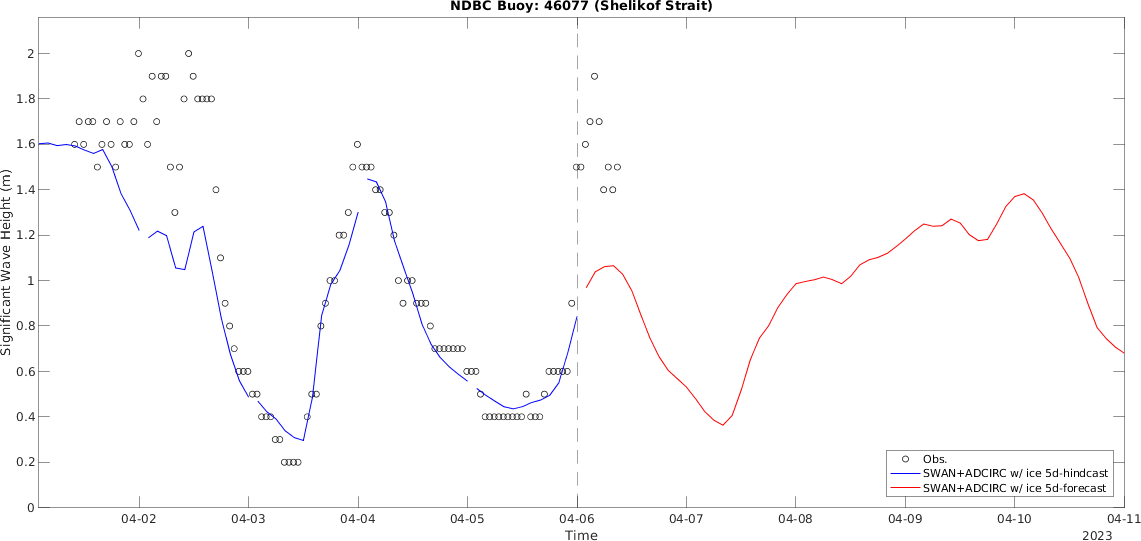 NDBC Buoy: 46077 (Shelikof Strait)
Significant Wave Height (m)
2
1.8
1.6
1.4
1.2
1
0.8
0.6
0.4
0.2
0
Obs.
SWAN+ADCIRC w/ ice 5d-hindcast
SWAN+ADCIRC w/ ice 5d-forecast
04-02 04-03 04-04 04-05 04-06 04-07 04-08 04-09 04-10 04-11
Time
2023